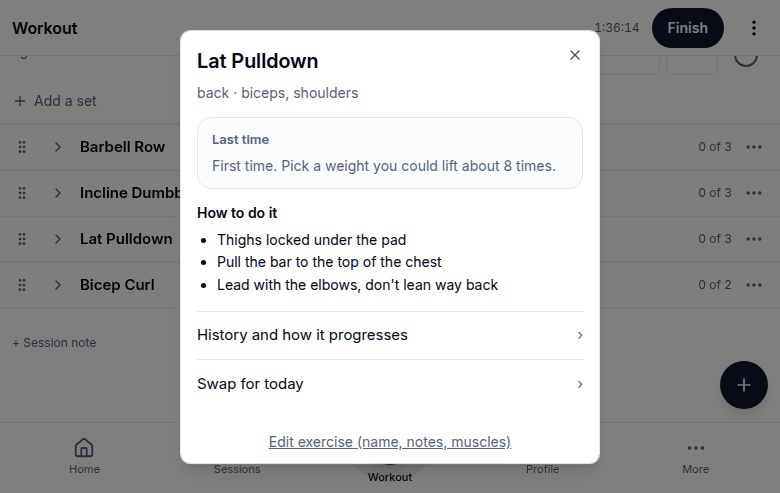 Workout
1:36:14
Finish
+ Add a set
Barbell Row
0 of 3
Incline Dumbb
0 of 3
Lat Pulldown
0 of 3
Bicep Curl
0 of 2
+ Session note
Lat Pulldown
back · biceps, shoulders
Last time
First time. Pick a weight you could lift about 8 times.
How to do it
• Thighs locked under the pad
• Pull the bar to the top of the chest
• Lead with the elbows, don't lean way back
History and how it progresses
Swap for today
Edit exercise (name, notes, muscles)
Home
Sessions
Workout
Profile
More